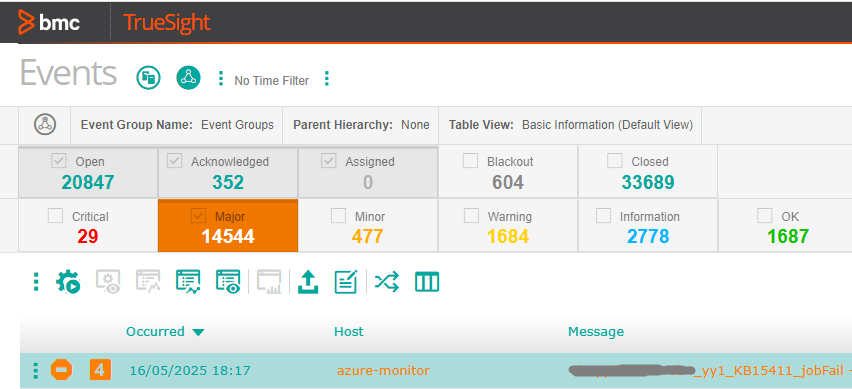 bmc TrueSight
Events No Time Filter
Event Group Name: Event Groups Parent Hierarchy: None Table View: Basic Information (Default View)
Open Acknowledged Assigned Blackout Closed
20847 352 0 604 33689
Critical Major Minor Warning Information OK
29 14544 477 1684 2778 1687
Occurred Host Message
4 16/05/2025 18:17 azure-monitor _yy1_KB15411_jobFail -